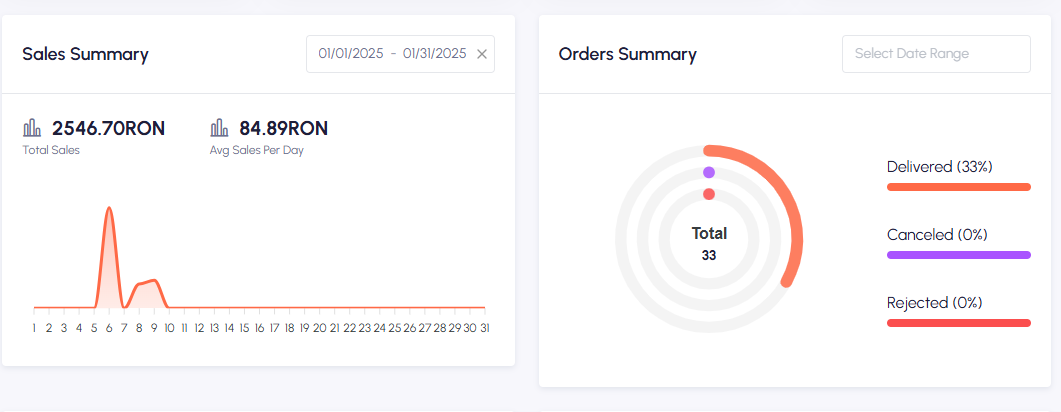 Sales Summary
01/01/2025 - 01/31/2025 ×
2546.70RON
Total Sales
84.89RON
Avg Sales Per Day
1 2 3 4 5 6 7 8 9 10 11 12 13 14 15 16 17 18 19 20 21 22 23 24 25 26 27 28 29 30 31
Orders Summary
Select Date Range
Total
33
Delivered (33%)
Canceled (0%)
Rejected (0%)